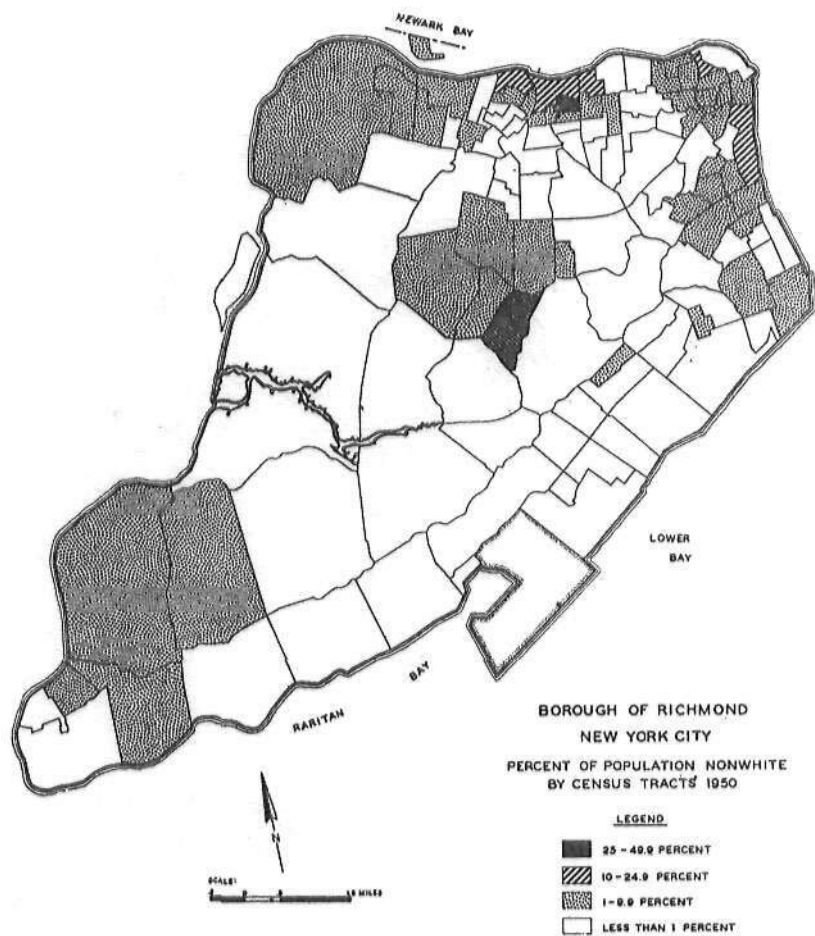 NEWARK BAY
LOWER
BAY
RARITAN BAY
BOROUGH OF RICHMOND
NEW YORK CITY
PERCENT OF POPULATION NONWHITE
BY CENSUS TRACTS 1950
LEGEND
25 - 49.9 PERCENT
10 - 24.9 PERCENT
1 - 9.9 PERCENT
LESS THAN 1 PERCENT
N
SCALE:
MILES